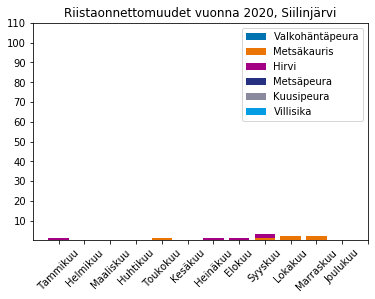 Riistaonnettomuudet vuonna 2020, Siilinjärvi
110
100
90
80
70
60
50
40
30
20
10
Valkohäntäpeura
Metsäkauris
Hirvi
Metsäpeura
Kuusipeura
Villisika
Tammikuu
Helmikuu
Maaliskuu
Huhtikuu
Toukokuu
Kesäkuu
Heinäkuu
Elokuu
Syyskuu
Lokakuu
Marraskuu
Joulukuu